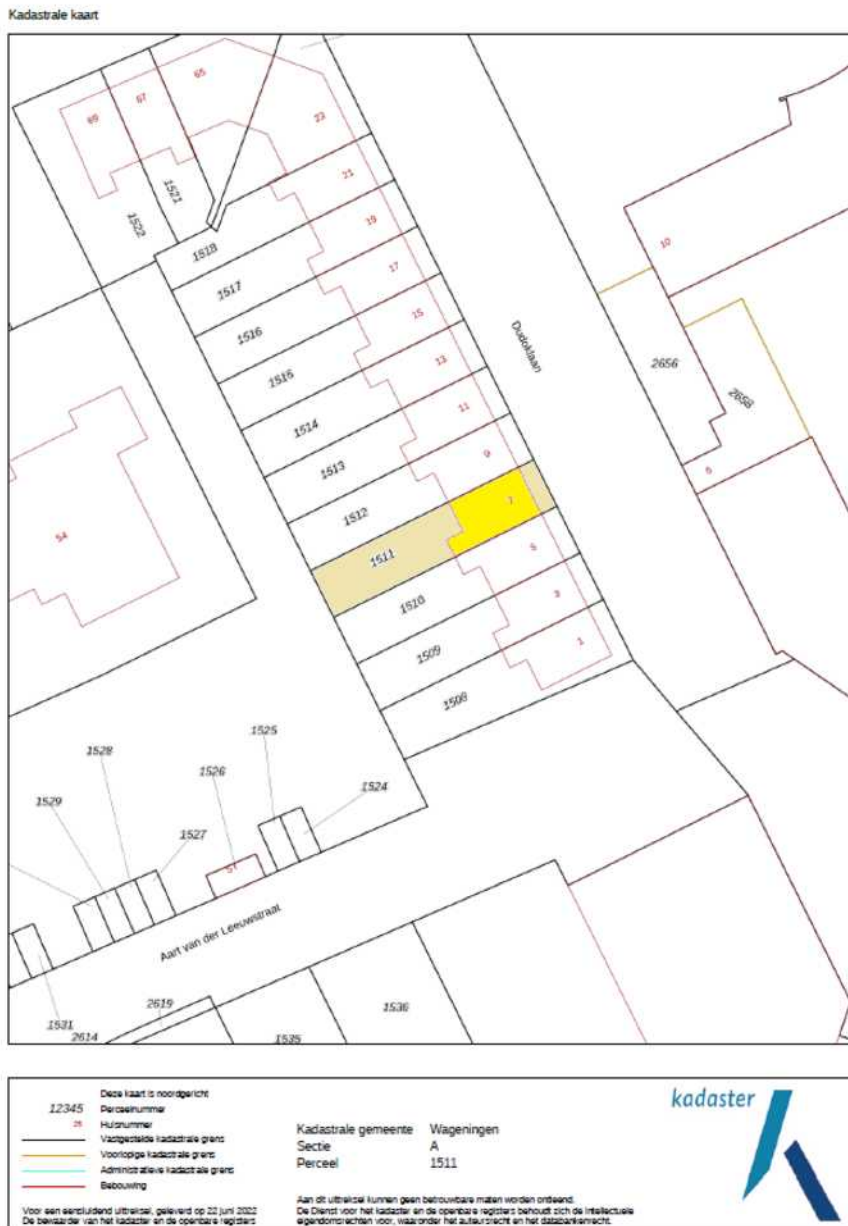 Kadastrale kaart
65
67
69
23
1521
1522
21
1518
19
1517
17
10
1516
15
Dudoklaan
1515
13
2656
2658
1514
11
1513
9
6
1512
7
54
1511
5
1510
3
1509
1
1508
1525
1528
1526
1524
1529
1527
57
Aart van der Leeuwstraat
2619
1536
1531
2614
1535
kadaster
Deze kaart is noordgericht
12345 Perceelnummer
25 Huisnummer
Vastgestelde kadastrale grens
Voorlopige kadastrale grens
Administratieve kadastrale grens
Bebouwing
Voor een eensluidend uittreksel, geleverd op 22 juni 2022
De bewaarder van het kadaster en de openbare registers
Kadastrale gemeente Wageningen
Sectie A
Perceel 1511
Aan dit uittreksel kunnen geen betrouwbare maten worden ontleend.
De Dienst voor het kadaster en de openbare registers behoudt zich de intellectuele
eigendomsrechten voor, waaronder het auteursrecht en het databankenrecht.